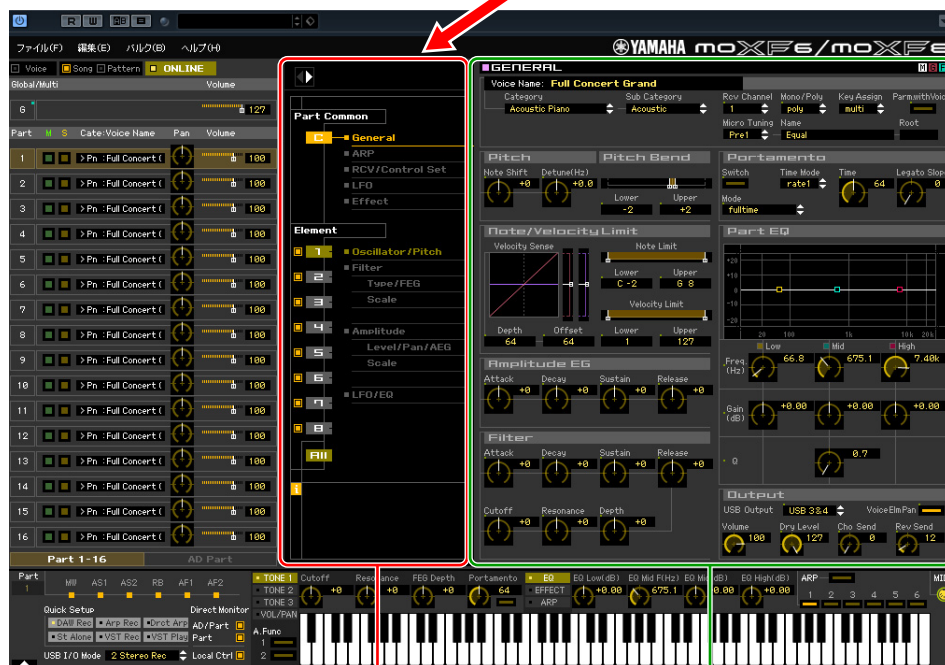 R W
ファイル(F) 編集(E) バルク(B) ヘルプ(H)
YAMAHA MOXF6/MOXF8
Voice Song Pattern ONLINE
Global/Multi Volume
G 127
Part M S Cate:Voice Name Pan Volume
1 > Pn :Full Concert ( 100
2 > Pn :Full Concert ( 100
3 > Pn :Full Concert ( 100
4 > Pn :Full Concert ( 100
5 > Pn :Full Concert ( 100
6 > Pn :Full Concert ( 100
7 > Pn :Full Concert ( 100
8 > Pn :Full Concert ( 100
9 > Pn :Full Concert ( 100
10 > Pn :Full Concert ( 100
11 > Pn :Full Concert ( 100
12 > Pn :Full Concert ( 100
13 > Pn :Full Concert ( 100
14 > Pn :Full Concert ( 100
15 > Pn :Full Concert ( 100
16 > Pn :Full Concert ( 100
Part 1-16 AD Part
Part Common
C General
ARP
RCV/Control Set
LFO
Effect
Element
1 Oscillator/Pitch
2 Filter
Type/FEG
3 Scale
4 Amplitude
5 Level/Pan/AEG
Scale
6
7 LFO/EQ
8
All
i
GENERAL M
Voice Name: Full Concert Grand
Category Sub Category Rcv Channel Mono/Poly Key Assign Parm.withVoice
Acoustic Piano Acoustic 1 poly multi
Micro Tuning Name Root
Pre1 Equal
Pitch Pitch Bend
Note Shift Detune(Hz)
+0 +0.0
Lower Upper
-2 +2
Portamento
Switch Time Mode Time Legato Slope
rate1 64 0
Mode
fulltime
Note/Velocity Limit
Velocity Sense Note Limit
Lower Upper
C -2 G 8
Velocity Limit
Depth Offset Lower Upper
64 64 1 127
Part EQ
+20
+10
-10
-20
20 100 1k 10k 20k
Low Mid High
Freq. (Hz) 66.8 675.1 7.40k
Gain (dB) +0.00 +0.00 +0.00
Q 0.7
Amplitude EG
Attack Decay Sustain Release
+0 +0 +0 +0
Filter
Attack Decay Sustain Release
+0 +0 +0 +0
Cutoff Resonance Depth
+0 +0 +0
Output
USB Output USB 3&4 VoiceElmPan
Volume Dry Level Cho Send Rev Send
100 127 0 12
Part
1
MW AS1 AS2 RB AF1 AF2
Quick Setup Direct Monitor
DAW Rec Arp Rec Drct Arp AD/Part
St Alone VST Rec VST Play Part
USB I/O Mode 2 Stereo Rec Local Ctrl
TONE 1 Cutoff Resonance FEG Depth Portamento
TONE 2 +0 +0 +0 64
TONE 3
VOL/PAN
EQ EQ Low(dB) EQ Mid F(Hz) EQ Mid(dB) EQ High(dB)
EFFECT +0.00 675.1 +0.00 +0.00
ARP
ARP
1 2 3 4 5 6
A.Func
1
2